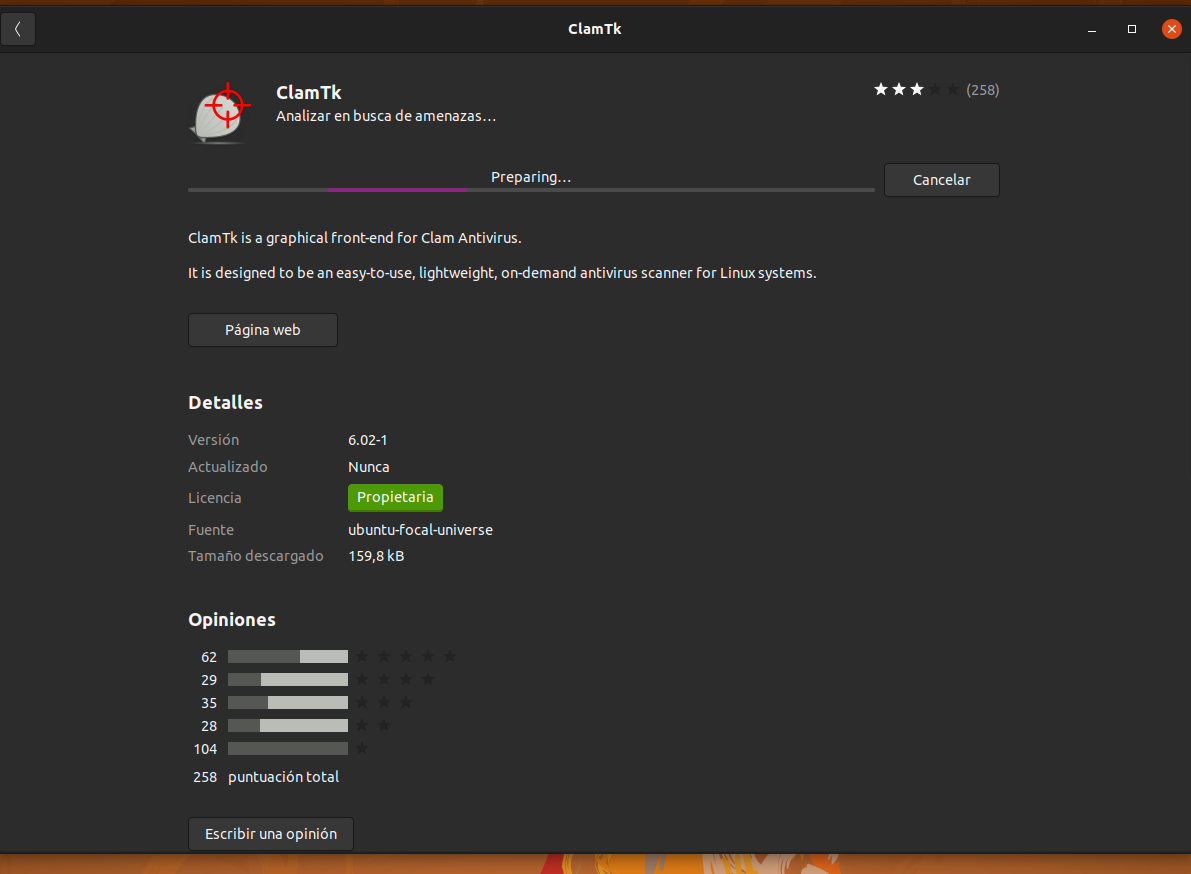 ClamTk
ClamTk
Analizar en busca de amenazas…
(258)
Preparing…
Cancelar
ClamTk is a graphical front-end for Clam Antivirus.
It is designed to be an easy-to-use, lightweight, on-demand antivirus scanner for Linux systems.
Página web
Detalles
Versión 6.02-1
Actualizado Nunca
Licencia Propietaria
Fuente ubuntu-focal-universe
Tamaño descargado 159,8 kB
Opiniones
62
29
35
28
104
258 puntuación total
Escribir una opinión